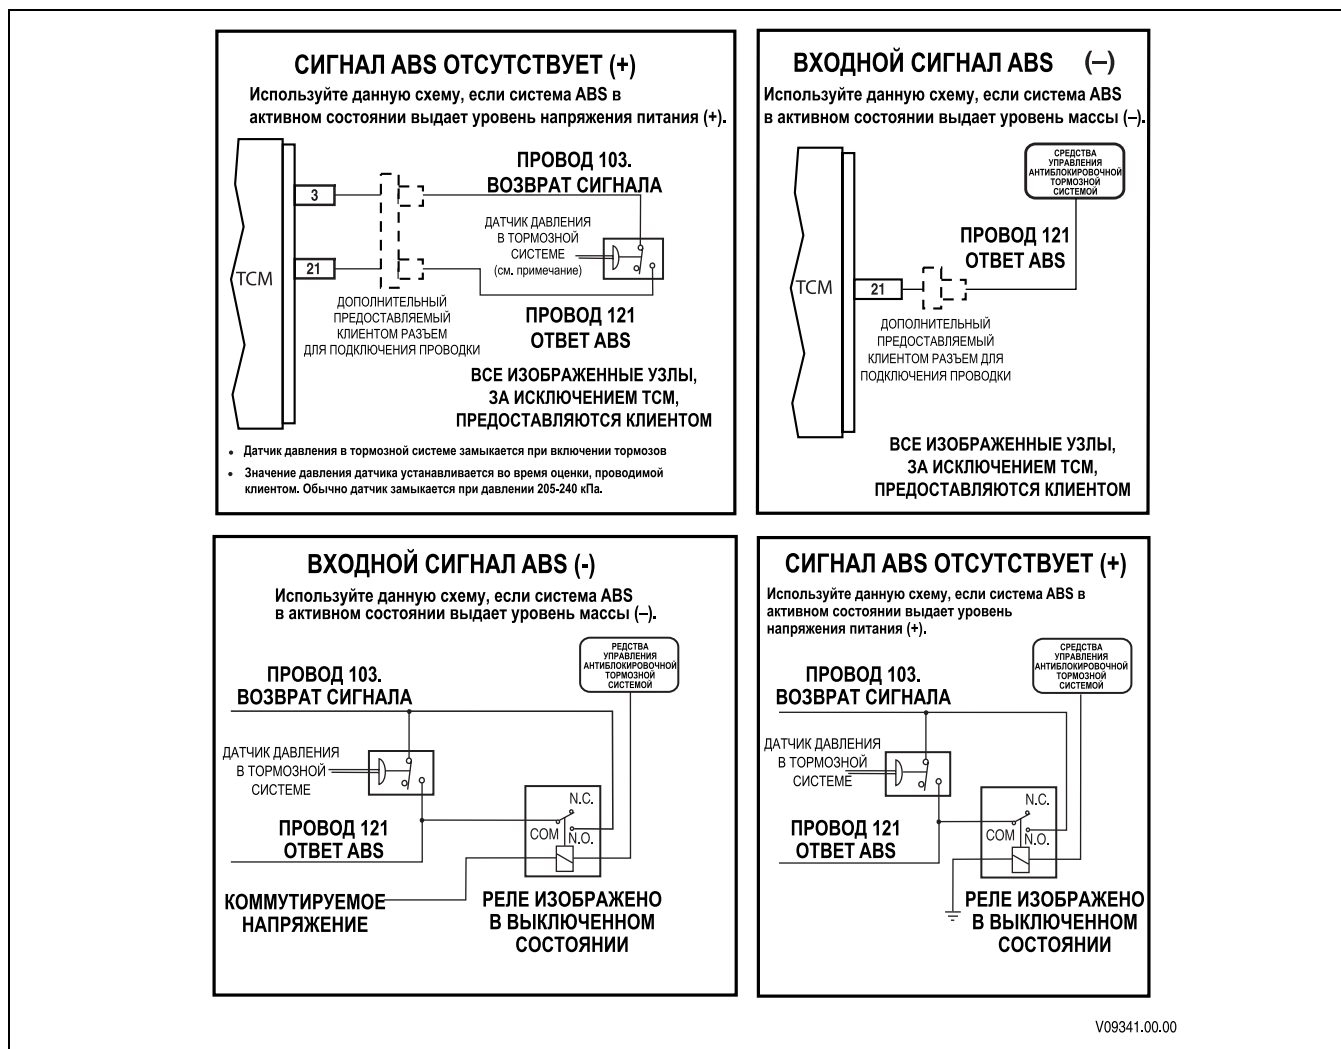 СИГНАЛ ABS ОТСУТСТВУЕТ (+)
Используйте данную схему, если система ABS в
активном состоянии выдает уровень напряжения питания (+).
ПРОВОД 103.
ВОЗВРАТ СИГНАЛА
3
ДАТЧИК ДАВЛЕНИЯ
В ТОРМОЗНОЙ
СИСТЕМЕ
(см. примечание)
21
TCM
ДОПОЛНИТЕЛЬНЫЙ
ПРЕДОСТАВЛЯЕМЫЙ
КЛИЕНТОМ РАЗЪЕМ
ДЛЯ ПОДКЛЮЧЕНИЯ ПРОВОДКИ
ПРОВОД 121
ОТВЕТ ABS
ВСЕ ИЗОБРАЖЕННЫЕ УЗЛЫ,
ЗА ИСКЛЮЧЕНИЕМ TCM,
ПРЕДОСТАВЛЯЮТСЯ КЛИЕНТОМ
• Датчик давления в тормозной системе замыкается при включении тормозов
• Значение давления датчика устанавливается во время оценки, проводимой
клиентом. Обычно датчик замыкается при давлении 205-240 кПа.
ВХОДНОЙ СИГНАЛ ABS (–)
Используйте данную схему, если система ABS
в активном состоянии выдает уровень массы (–).
СРЕДСТВА
УПРАВЛЕНИЯ
АНТИБЛОКИРОВОЧНОЙ
ТОРМОЗНОЙ
СИСТЕМОЙ
ПРОВОД 121
ОТВЕТ ABS
TCM
21
ДОПОЛНИТЕЛЬНЫЙ
ПРЕДОСТАВЛЯЕМЫЙ
КЛИЕНТОМ РАЗЪЕМ ДЛЯ
ПОДКЛЮЧЕНИЯ ПРОВОДКИ
ВСЕ ИЗОБРАЖЕННЫЕ УЗЛЫ,
ЗА ИСКЛЮЧЕНИЕМ TCM,
ПРЕДОСТАВЛЯЮТСЯ КЛИЕНТОМ
ВХОДНОЙ СИГНАЛ ABS (-)
Используйте данную схему, если система ABS
в активном состоянии выдает уровень массы (–).
РЕДСТВА
УПРАВЛЕНИЯ
АНТИБЛОКИРОВОЧНОЙ
ТОРМОЗНОЙ
СИСТЕМОЙ
ПРОВОД 103.
ВОЗВРАТ СИГНАЛА
ДАТЧИК ДАВЛЕНИЯ
В ТОРМОЗНОЙ
СИСТЕМЕ
N.C.
COM
N.O.
ПРОВОД 121
ОТВЕТ ABS
КОММУТИРУЕМОЕ
НАПРЯЖЕНИЕ
РЕЛЕ ИЗОБРАЖЕНО
В ВЫКЛЮЧЕННОМ
СОСТОЯНИИ
СИГНАЛ ABS ОТСУТСТВУЕТ (+)
Используйте данную схему, если система ABS в
активном состоянии выдает уровень
напряжения питания (+).
СРЕДСТВА
УПРАВЛЕНИЯ
АНТИБЛОКИРОВОЧНОЙ
ТОРМОЗНОЙ
СИСТЕМОЙ
ПРОВОД 103.
ВОЗВРАТ СИГНАЛА
ДАТЧИК ДАВЛЕНИЯ
В ТОРМОЗНОЙ
СИСТЕМЕ
N.C.
COM
N.O.
ПРОВОД 121
ОТВЕТ ABS
РЕЛЕ ИЗОБРАЖЕНО
В ВЫКЛЮЧЕННОМ
СОСТОЯНИИ
V09341.00.00